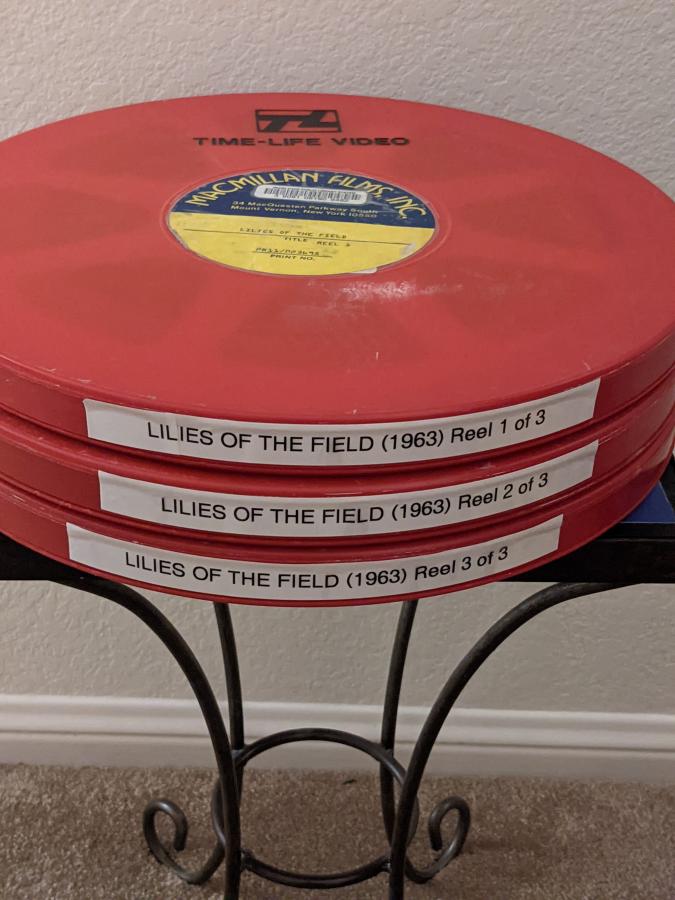 TL
TIME-LIFE VIDEO
MACMILLAN FILMS, INC.
34 MacQuesten Parkway South
Mount Vernon, New York 10550
LILIES OF THE FIELD
TITLE REEL 1
PRINT NO.
LILIES OF THE FIELD (1963) Reel 1 of 3
LILIES OF THE FIELD (1963) Reel 2 of 3
LILIES OF THE FIELD (1963) Reel 3 of 3